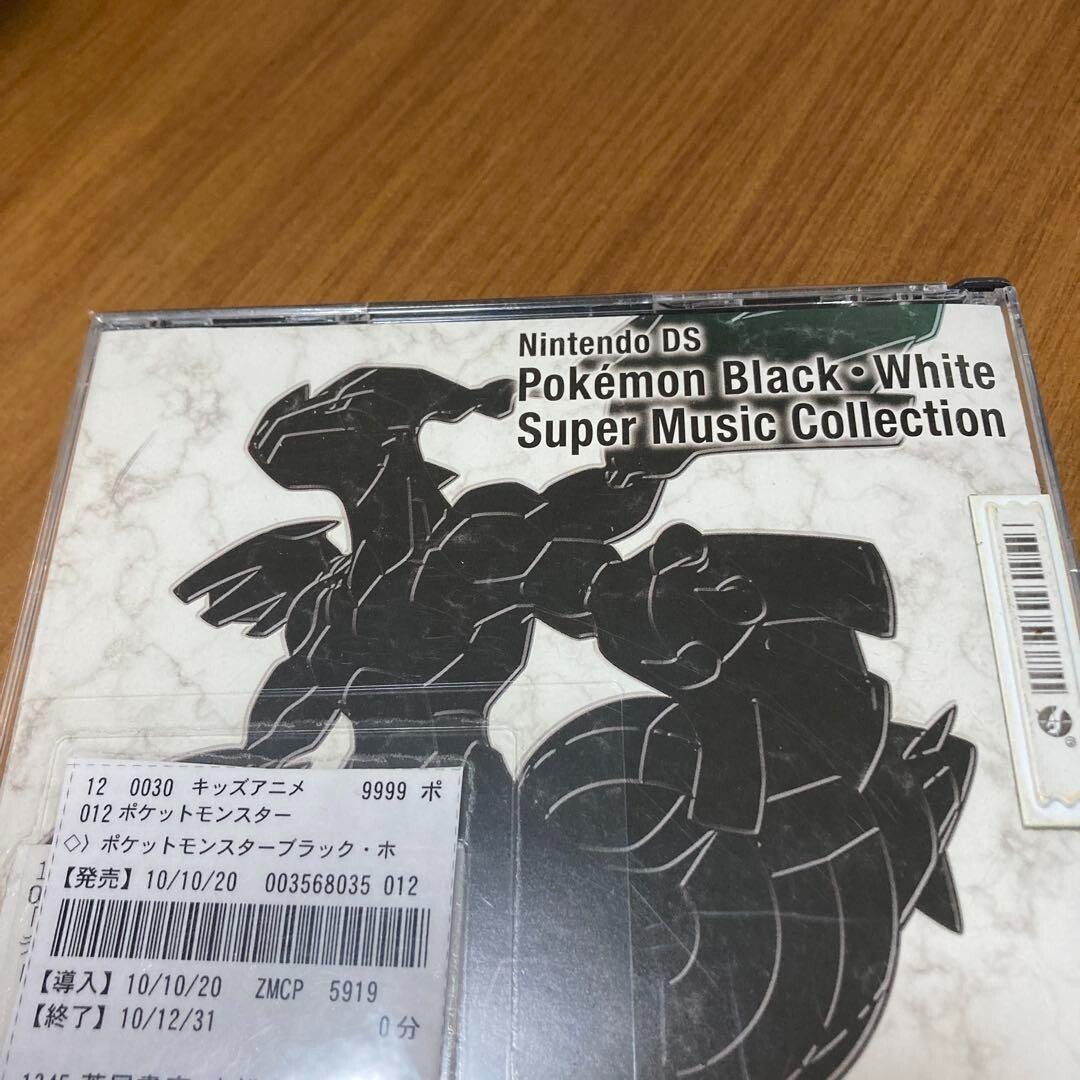 Nintendo DS
Pokémon Black・White
Super Music Collection
12 0030 キッズアニメ 9999 ポ
012 ポケットモンスター
◇〉ポケットモンスターブラック・ホ
【発売】10/10/20 003568035 012
【導入】10/10/20 ZMCP 5919
【終了】10/12/31 0分